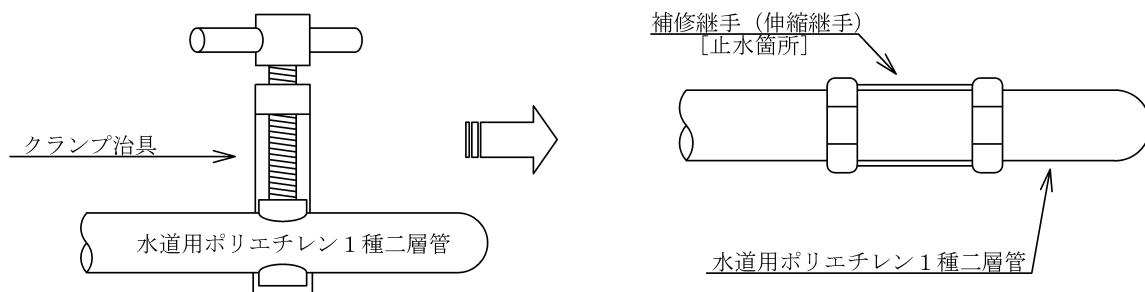 クランプ治具
水道用ポリエチレン１種二層管
補修継手（伸縮継手）
［止水箇所］
水道用ポリエチレン１種二層管